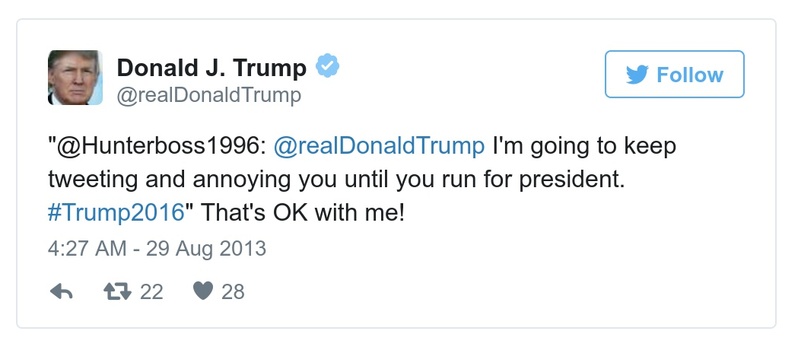 Donald J. Trump
@realDonaldTrump
Follow
"@Hunterboss1996: @realDonaldTrump I'm going to keep
tweeting and annoying you until you run for president.
#Trump2016" That's OK with me!
4:27 AM - 29 Aug 2013
22
28